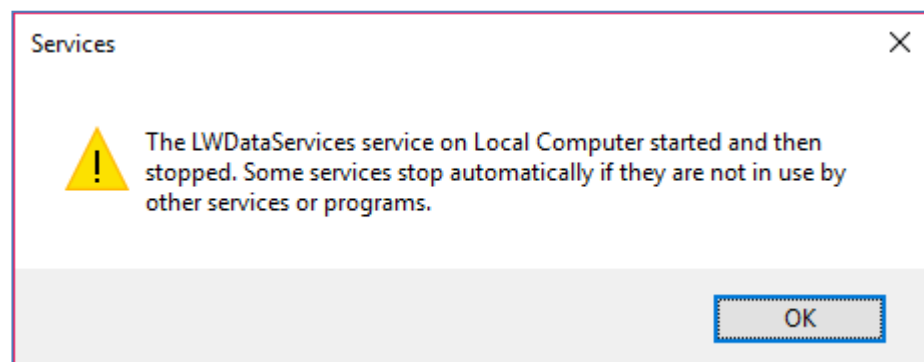 Services
The LWDataServices service on Local Computer started and then
stopped. Some services stop automatically if they are not in use by
other services or programs.
OK